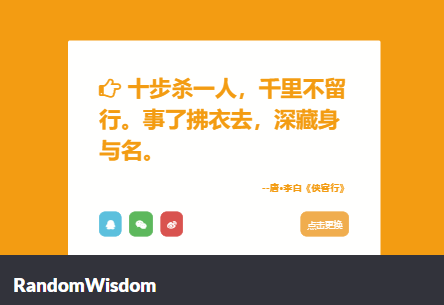 十步杀一人，千里不留
行。事了拂衣去，深藏身
与名。
--唐•李白《侠客行》
点击更换
RandomWisdom